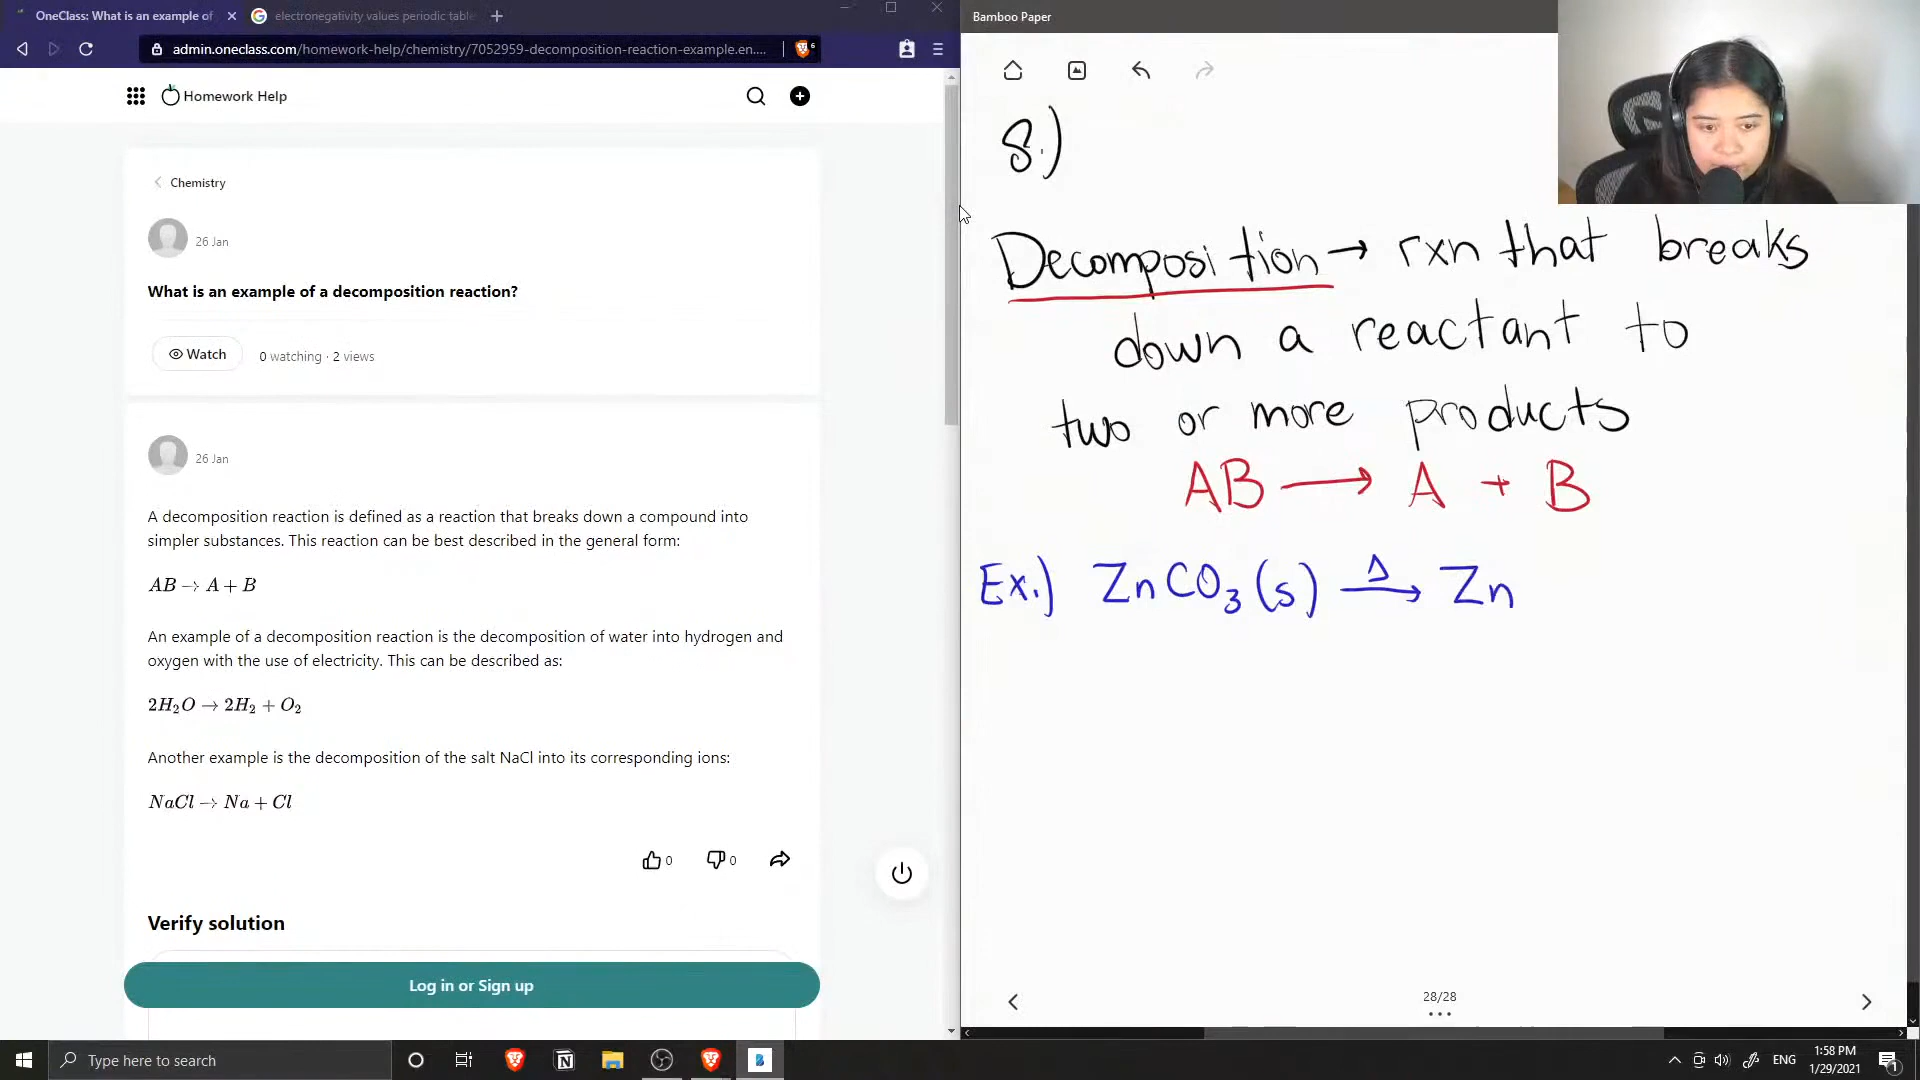 OneClass: What is an example of
electronegativity values periodic table
admin.oneclass.com/homework-help/chemistry/7052959-decomposition-reaction-example.en....
6
Homework Help
Chemistry
26 Jan
What is an example of a decomposition reaction?
Watch
0 watching · 2 views
26 Jan
A decomposition reaction is defined as a reaction that breaks down a compound into
simpler substances. This reaction can be best described in the general form:
AB → A + B
An example of a decomposition reaction is the decomposition of water into hydrogen and
oxygen with the use of electricity. This can be described as:
2H₂O → 2H₂ + O₂
Another example is the decomposition of the salt NaCl into its corresponding ions:
NaCl → Na + Cl
0 0
Verify solution
Log in or Sign up
Bamboo Paper
8.)
Decomposition → rxn that breaks
down a reactant to
two or more products
AB → A + B
Ex.) ZnCO₃(s) —Δ→ Zn
28/28
Type here to search
ENG
1:58 PM
1/29/2021
1